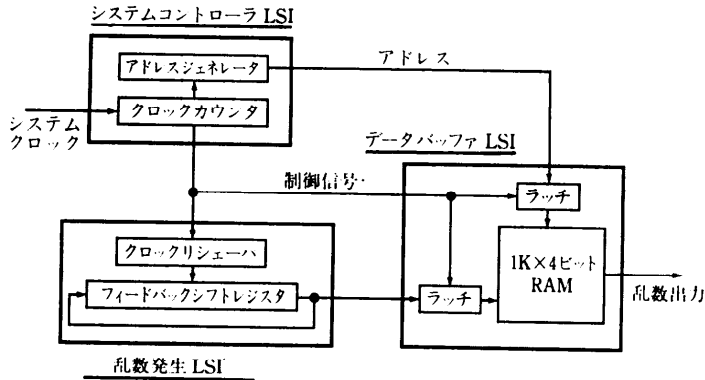 システムコントローラ LSI
アドレスジェネレータ
アドレス
クロックカウンタ
システム
クロック
データバッファ LSI
制御信号
ラッチ
クロックリシェーパ
1K×4ビット
RAM
フィードバックシフトレジスタ
ラッチ
乱数出力
乱数発生 LSI